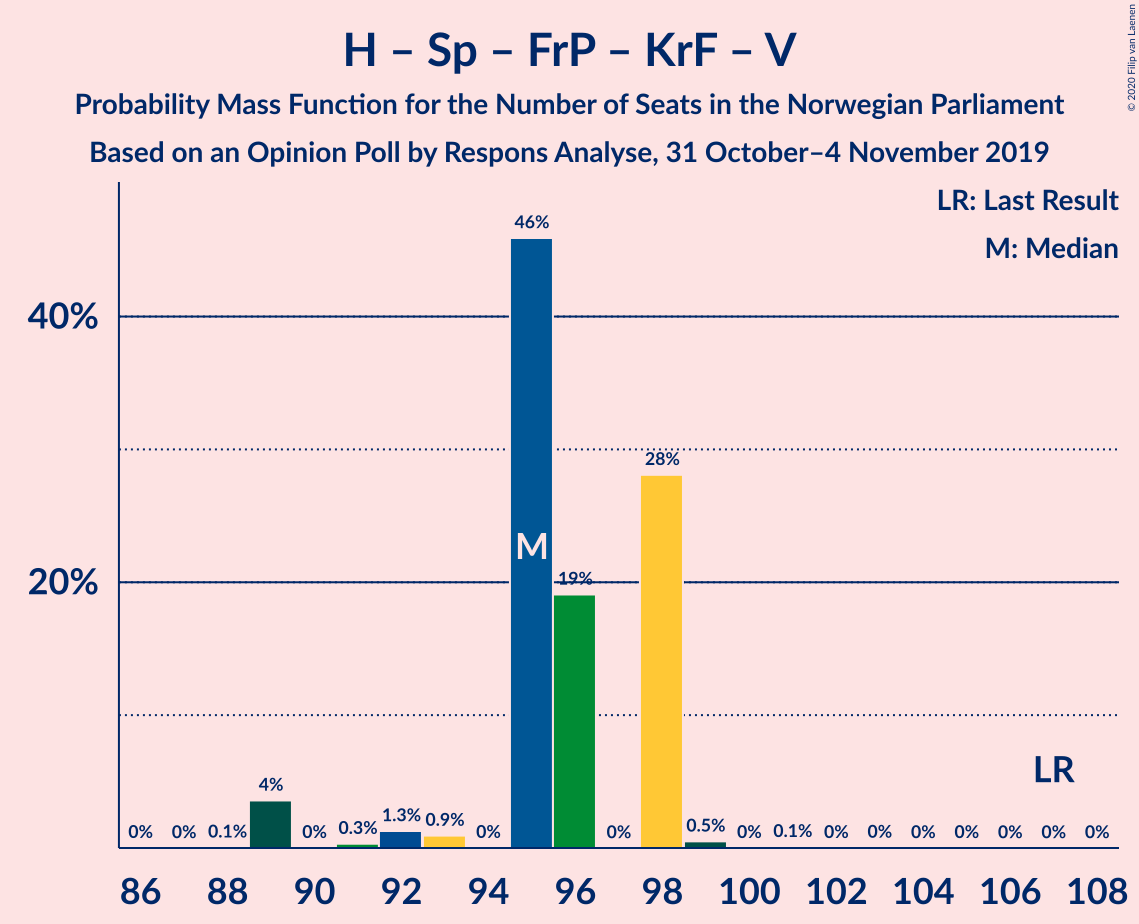 H – Sp – FrP – KrF – V
Probability Mass Function for the Number of Seats in the Norwegian Parliament
Based on an Opinion Poll by Respons Analyse, 31 October–4 November 2019
© 2020 Filip van Laenen
LR: Last Result
M: Median
46%
40%
28%
M
20%
19%
LR
4%
0% 0% 0.1% 0% 0.3% 1.3% 0.9% 0% 0% 0.5% 0% 0.1% 0% 0% 0% 0% 0% 0% 0%
86 88 90 92 94 96 98 100 102 104 106 108